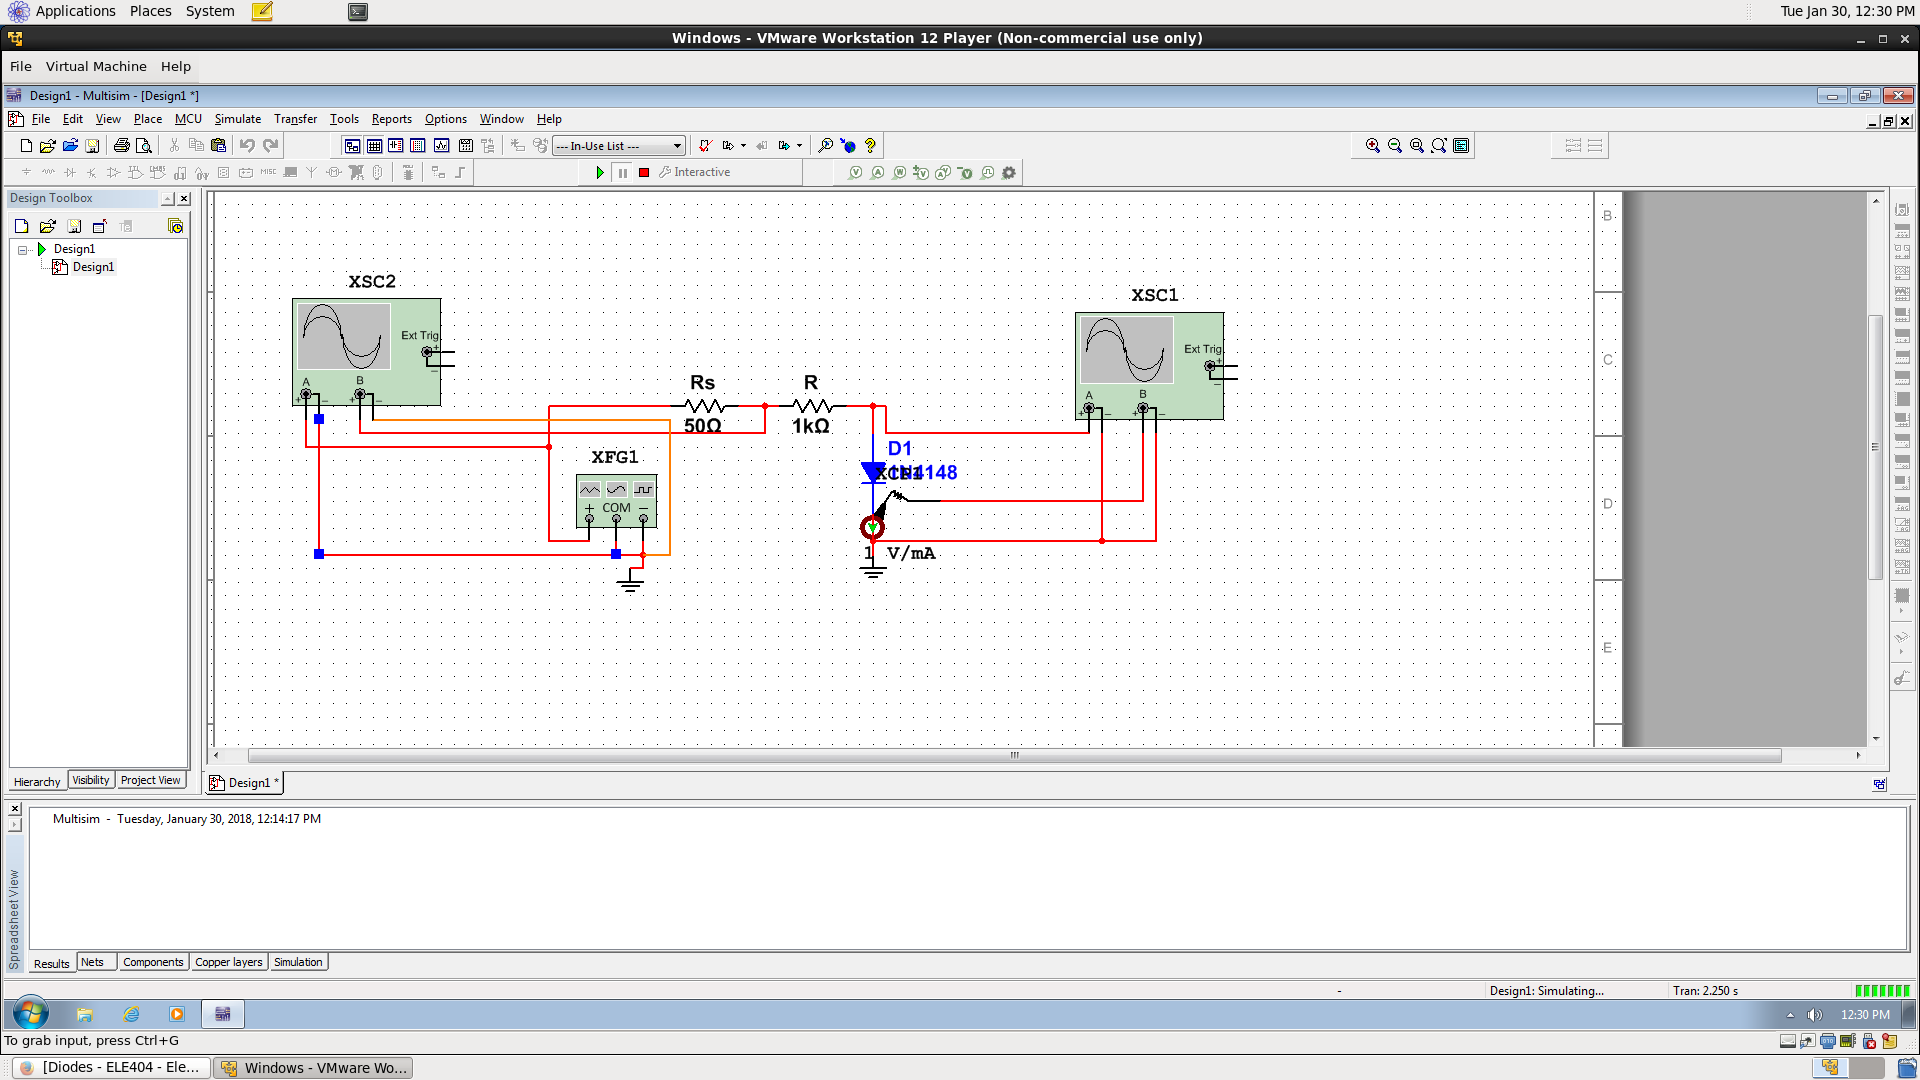 Applications Places System
Tue Jan 30, 12:30 PM
Windows - VMware Workstation 12 Player (Non-commercial use only)
File Virtual Machine Help
Design1 - Multisim - [Design1 *]
File Edit View Place MCU Simulate Transfer Tools Reports Options Window Help
--- In-Use List ---
Interactive
Design Toolbox
Design1
Design1
Hierarchy Visibility Project View
XSC2
Ext Trig
A B
XSC1
Ext Trig
A B
Rs
50Ω
R
1kΩ
XFG1
COM
D1
1N4148
1 V/mA
B
C
D
E
Design1 *
Multisim - Tuesday, January 30, 2018, 12:14:17 PM
Spreadsheet View
Results Nets Components Copper layers Simulation
-
Design1: Simulating...
Tran: 2.250 s
12:30 PM
To grab input, press Ctrl+G
[Diodes - ELE404 - Ele...
Windows - VMware Wo...